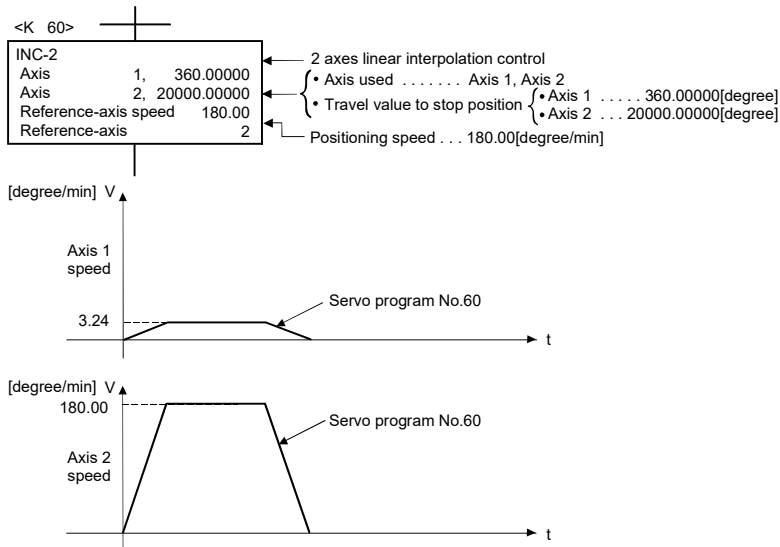 <K 60>
INC-2
Axis 1, 360.00000
Axis 2, 20000.00000
Reference-axis speed 180.00
Reference-axis 2
2 axes linear interpolation control
• Axis used . . . . . . . Axis 1, Axis 2
• Travel value to stop position
• Axis 1 . . . . . 360.00000[degree]
• Axis 2 . . . 20000.00000[degree]
Positioning speed . . . 180.00[degree/min]
[degree/min] V
Axis 1
speed
3.24
Servo program No.60
t
[degree/min] V
180.00
Servo program No.60
Axis 2
speed
t